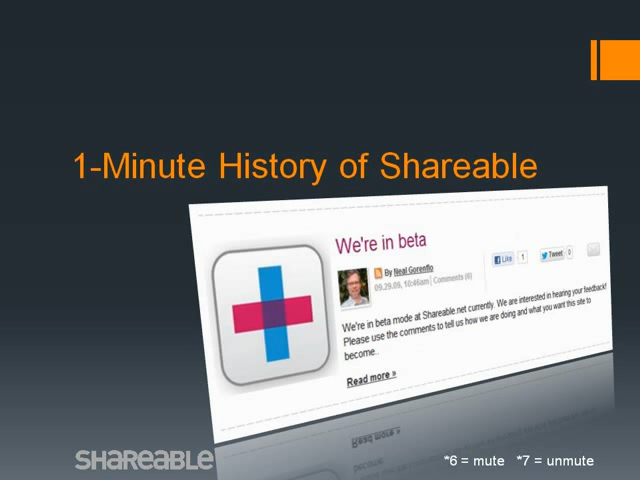 1-Minute History of Shareable
We're in beta
By Neal Gorenflo
09.29.09, 10:46am | Comments (6)
Like 1
Tweet 0
We're in beta mode at Shareable.net currently. We are interested in hearing your feedback!
Please use the comments to tell us how we are doing and what you want this site to
become..
Read more »
Read more »
SHAREABLE
*6 = mute *7 = unmute